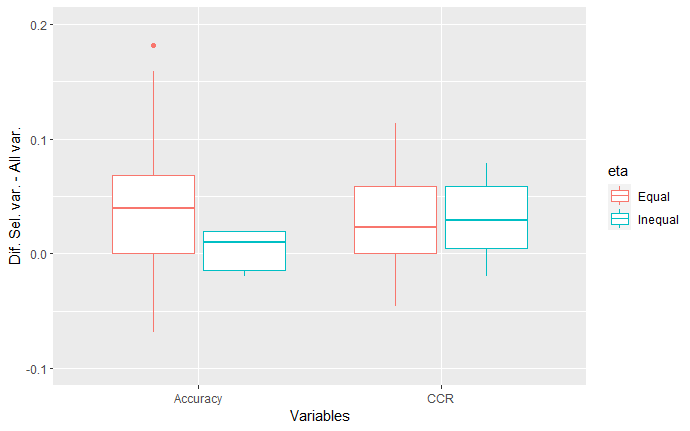 0.2
0.1
0.0
-0.1
Dif. Sel. var. - All var.
Accuracy
CCR
Variables
eta
Equal
Inequal